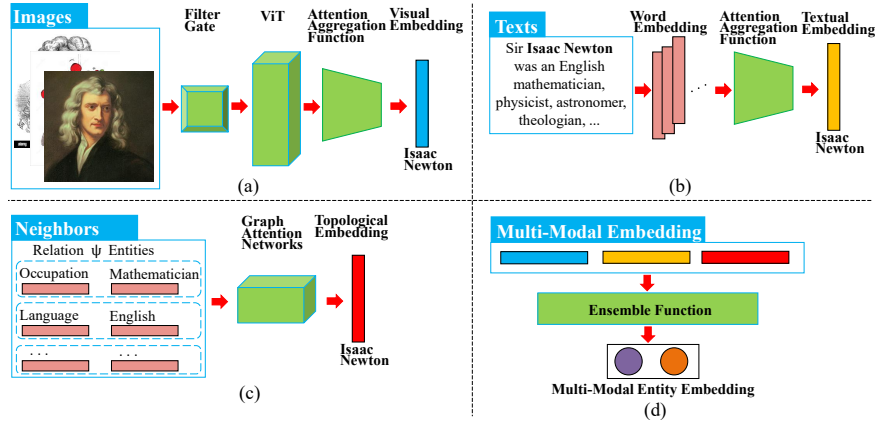 Images
Filter
Gate
ViT
Attention
Aggregation
Function
Visual
Embedding
Isaac
Newton
(a)
Texts
Sir Isaac Newton
was an English
mathematician,
physicist, astronomer,
theologian, ...
Word
Embedding
. . .
Attention
Aggregation
Function
Textual
Embedding
Isaac
Newton
(b)
Neighbors
Relation ψ Entities
Occupation Mathematician
Language English
. . . . . .
Graph
Attention
Networks
Topological
Embedding
Isaac
Newton
(c)
Multi-Modal Embedding
Ensemble Function
Multi-Modal Entity Embedding
(d)